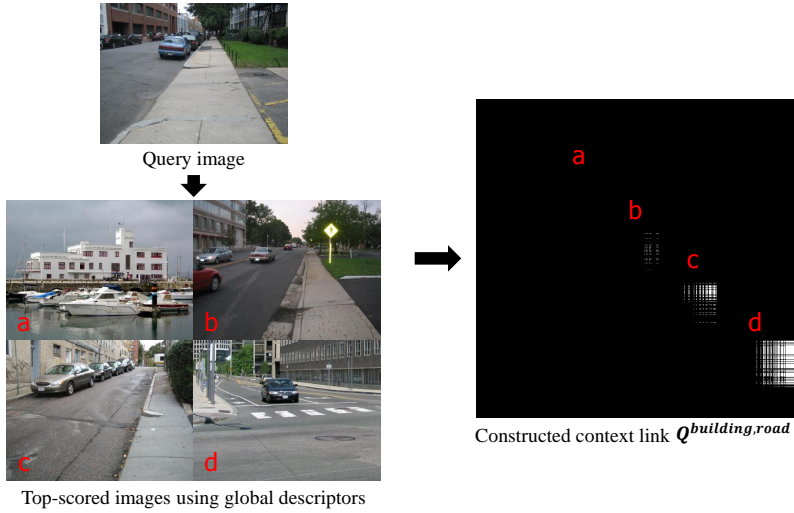 Query image
a
b
c
d
Top-scored images using global descriptors
a
b
c
d
Constructed context link Q^building,road